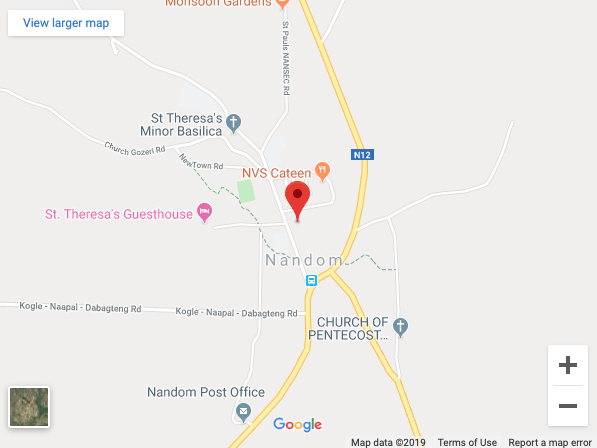 Monsoon Gardens
View larger map
St Pauls NANSEC Rd
St Theresa's
Minor Basilica
Church Gozeri Rd
NewTown Rd
N12
NVS Cateen
St. Theresa's Guesthouse
Nandom
Kogle - Naapal - Dabagteng Rd
Kogle - Naapal - Dabagteng Rd
CHURCH OF
PENTECOST...
Nandom Post Office
Google
Map data ©2019
Terms of Use
Report a map error